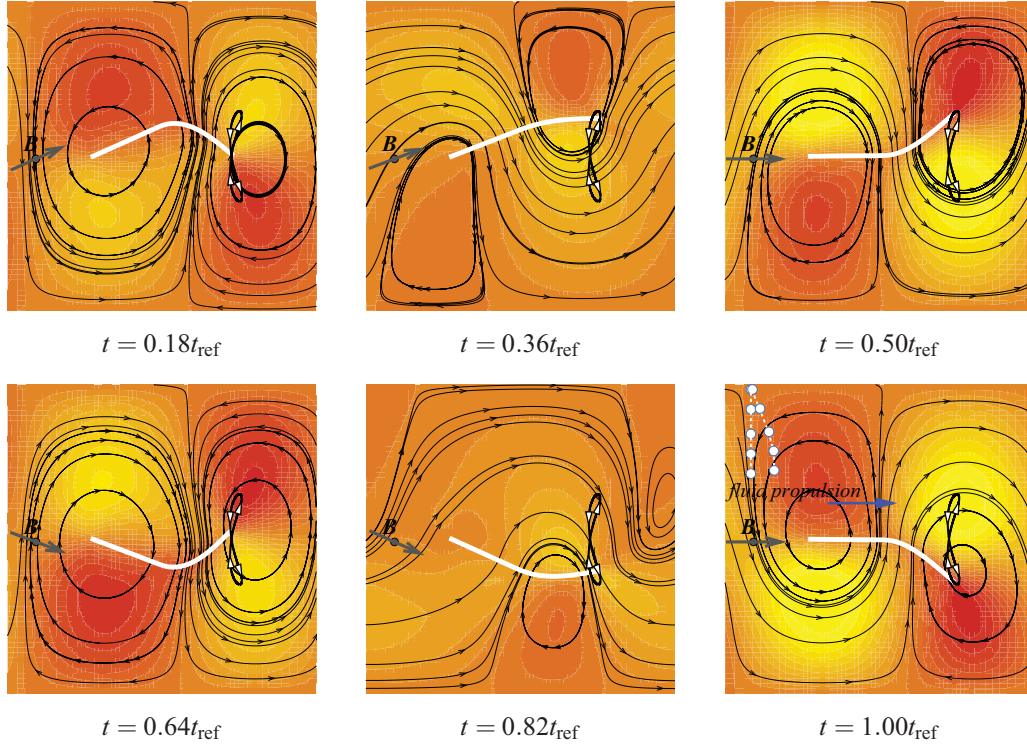 B
B
B
t = 0.18t_ref
t = 0.36t_ref
t = 0.50t_ref
fluid propulsion
B
B
B
t = 0.64t_ref
t = 0.82t_ref
t = 1.00t_ref